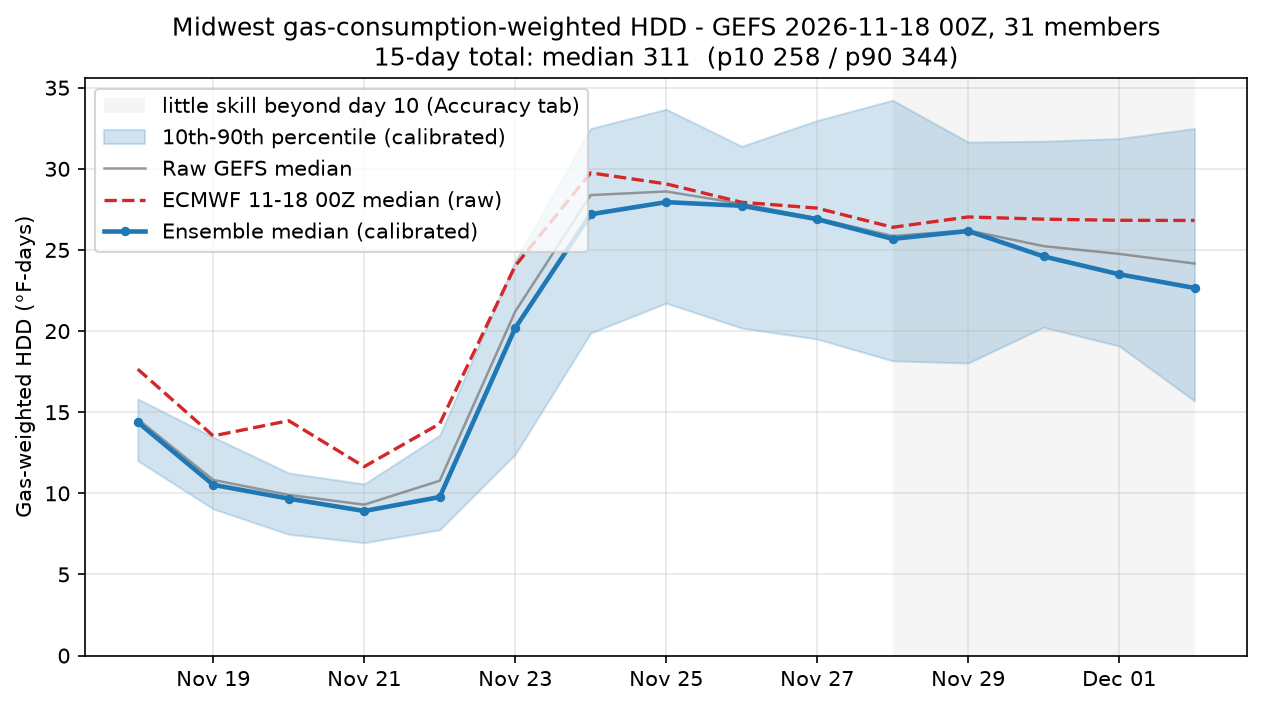 Midwest gas-consumption-weighted HDD - GEFS 2026-11-18 00Z, 31 members
15-day total: median 311  (p10 258 / p90 344)
little skill beyond day 10 (Accuracy tab)
10th-90th percentile (calibrated)
Raw GEFS median
ECMWF 11-18 00Z median (raw)
Ensemble median (calibrated)
Gas-weighted HDD (°F-days)
35
30
25
20
15
10
5
0
Nov 19
Nov 21
Nov 23
Nov 25
Nov 27
Nov 29
Dec 01